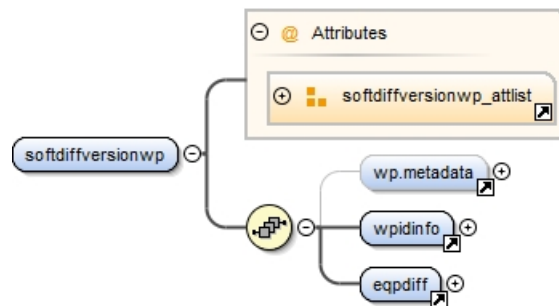 @ Attributes
softdiffversionwp_attlist
softdiffversionwp
wp.metadata
wpidinfo
eqpdiff